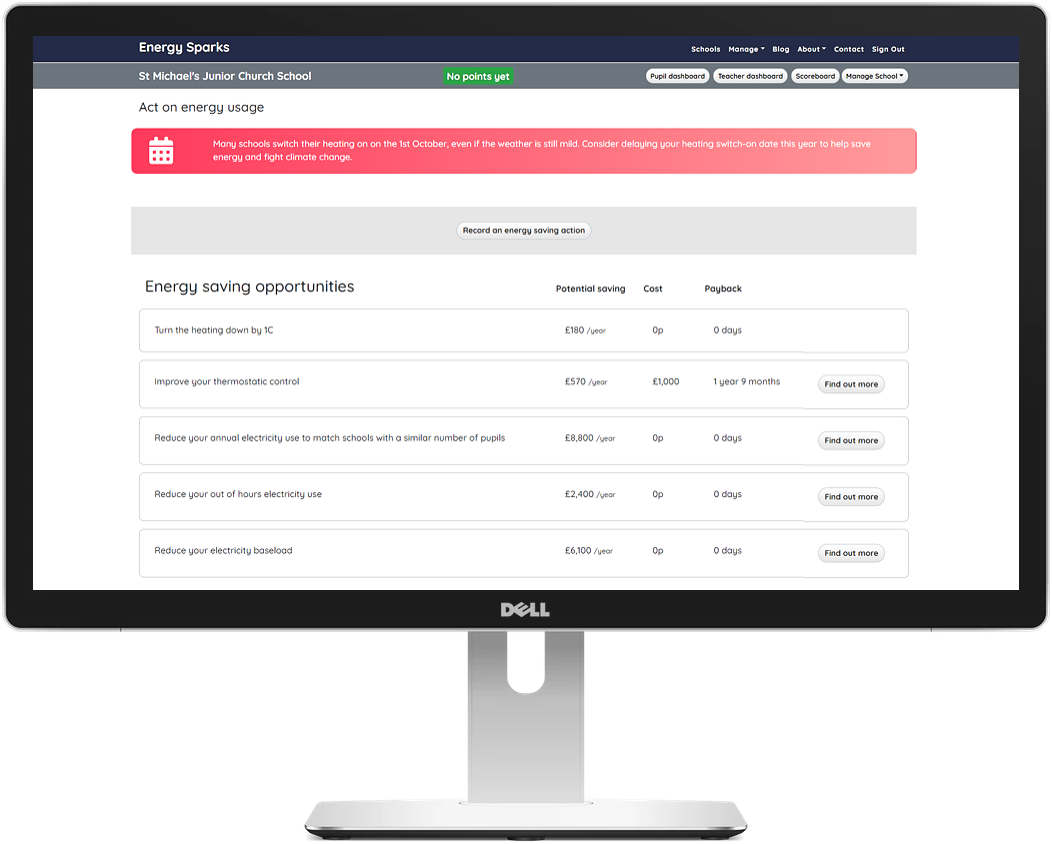 Energy Sparks
Schools Manage Blog About Contact Sign Out
St Michael's Junior Church School No points yet Pupil dashboard Teacher dashboard Scoreboard Manage School
Act on energy usage
Many schools switch their heating on on the 1st October, even if the weather is still mild. Consider delaying your heating switch-on date this year to help save
energy and fight climate change.
Record an energy saving action
Energy saving opportunities Potential saving Cost Payback
Turn the heating down by 1C £180 /year 0p 0 days
Improve your thermostatic control £570 /year £1,000 1 year 9 months Find out more
Reduce your annual electricity use to match schools with a similar number of pupils £8,800 /year 0p 0 days Find out more
Reduce your out of hours electricity use £2,400 /year 0p 0 days Find out more
Reduce your electricity baseload £6,100 /year 0p 0 days Find out more
DELL